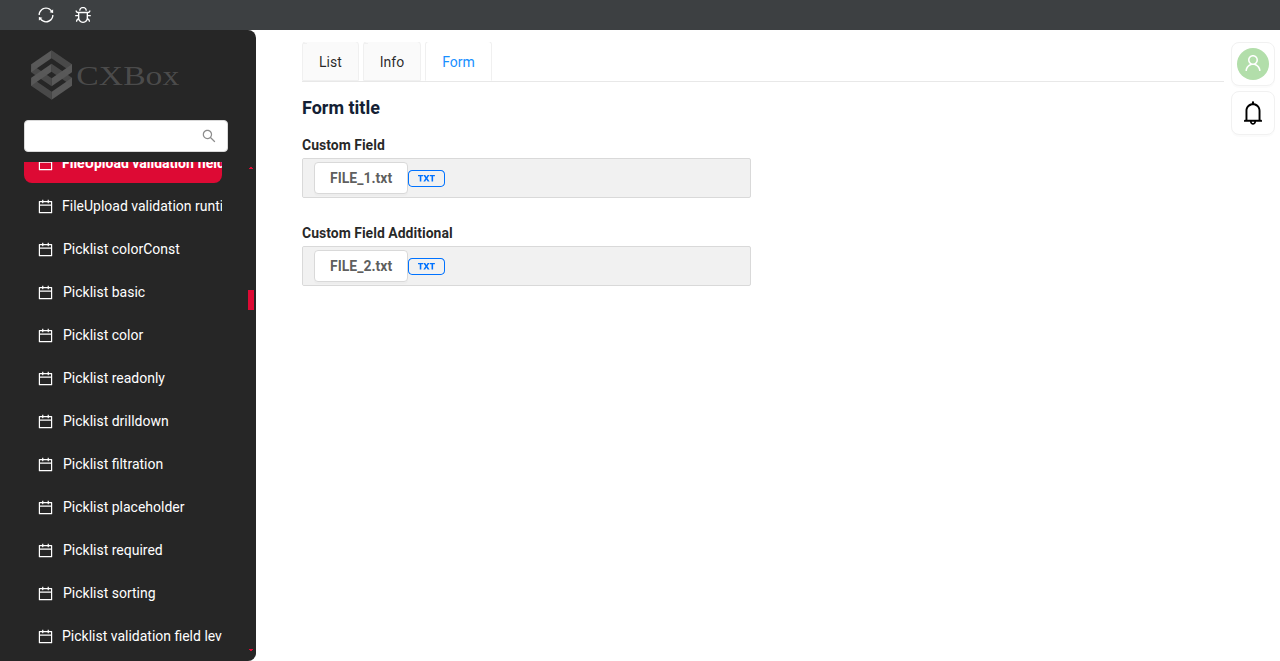 CXBox
List Info Form
Form title
Custom Field
FILE_1.txt TXT
Custom Field Additional
FILE_2.txt TXT
FileUpload validation field
FileUpload validation runti
Picklist colorConst
Picklist basic
Picklist color
Picklist readonly
Picklist drilldown
Picklist filtration
Picklist placeholder
Picklist required
Picklist sorting
Picklist validation field lev